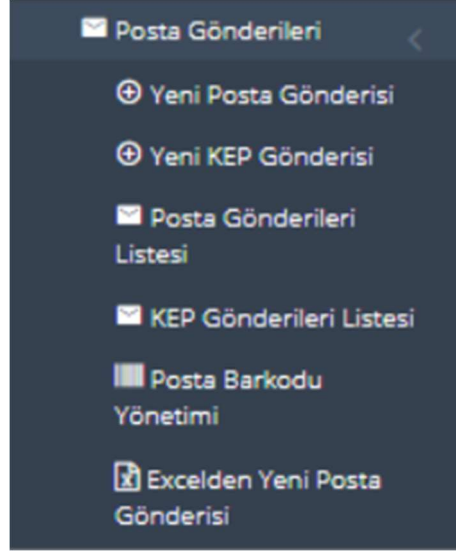 Posta Gönderileri
Yeni Posta Gönderisi
Yeni KEP Gönderisi
Posta Gönderileri
Listesi
KEP Gönderileri Listesi
Posta Barkodu
Yönetimi
Excelden Yeni Posta
Gönderisi